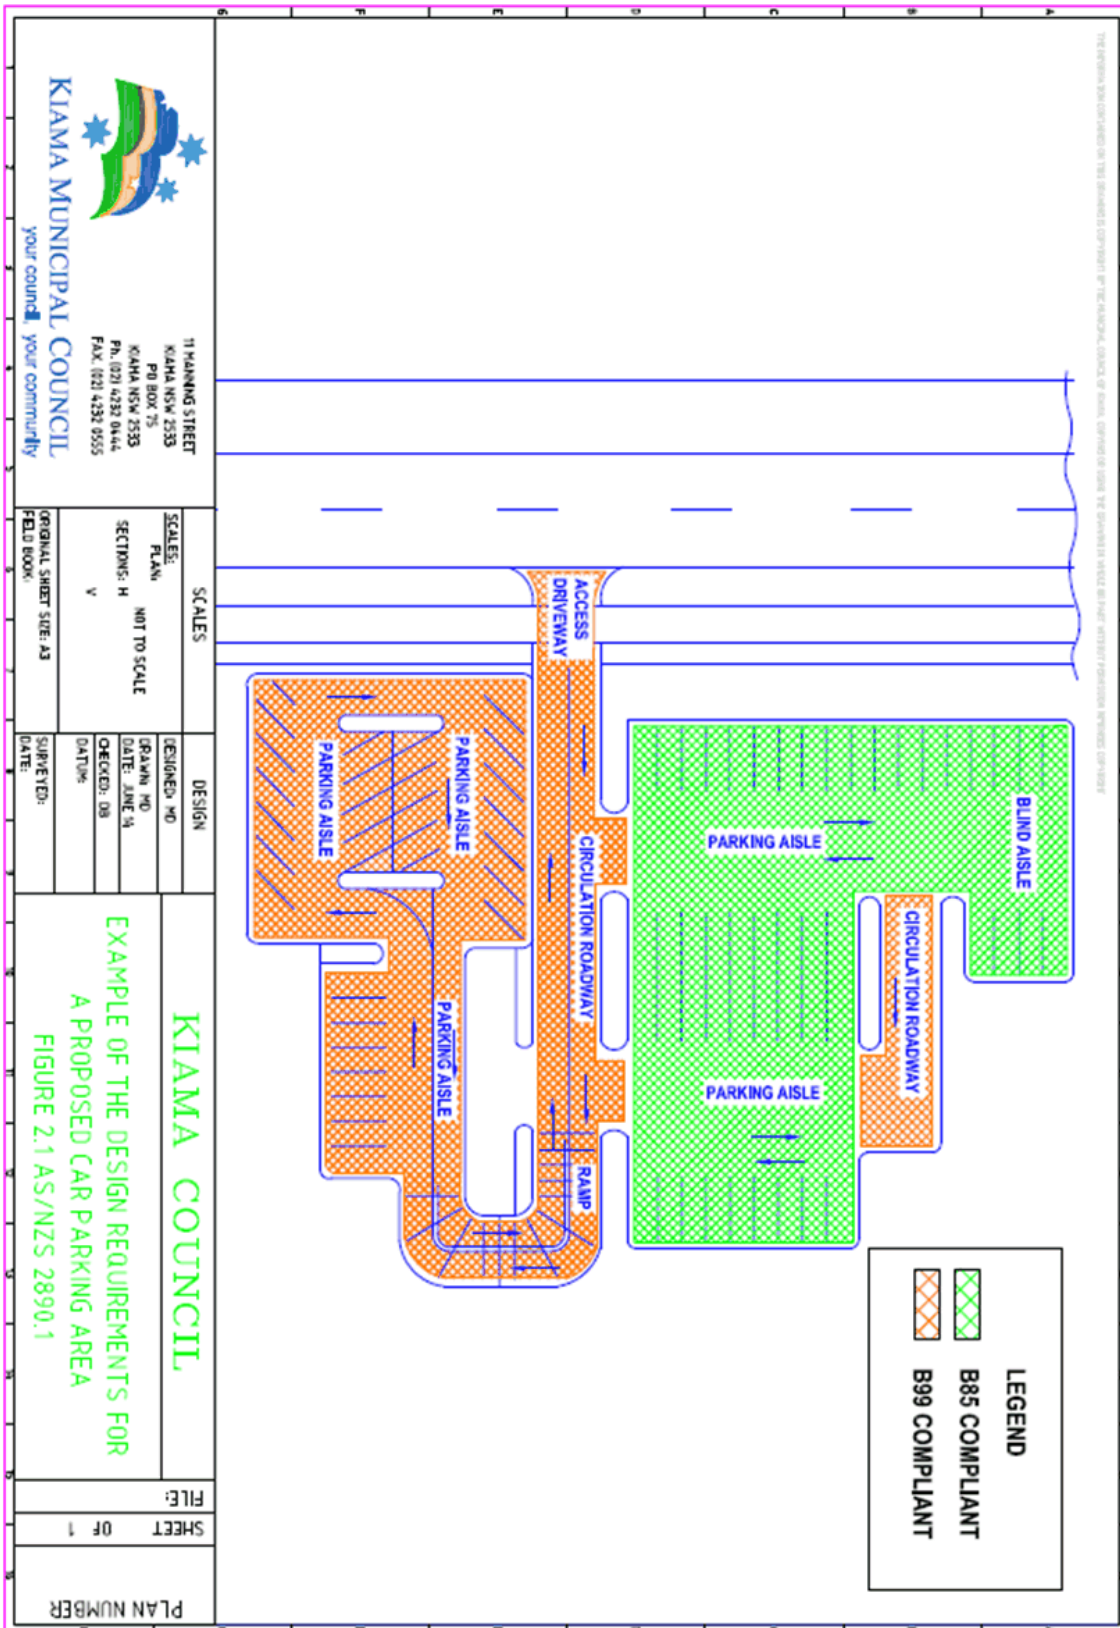 ACCESS
DRIVEWAY
CIRCULATION ROADWAY
RAMP
PARKING AISLE
PARKING AISLE
PARKING AISLE
PARKING AISLE
PARKING AISLE
BLIND AISLE
CIRCULATION ROADWAY
LEGEND
B85 COMPLIANT
B99 COMPLIANT
KIAMA MUNICIPAL COUNCIL
your council, your community
11 MANNING STREET
KIAMA NSW 2533
PO BOX 75
KIAMA NSW 2533
Ph. (02) 4232 0444
FAX. (02) 4232 0555
SCALES
SCALES:
PLAN: NOT TO SCALE
SECTIONS: H
V
ORIGINAL SHEET SIZE: A3
FIELD BOOK:
DESIGN
DESIGNED: MD
DRAWN: MD
DATE: JUNE 14
CHECKED: DB
DATUM:
SURVEYED:
DATE:
KIAMA COUNCIL
EXAMPLE OF THE DESIGN REQUIREMENTS FOR
A PROPOSED CAR PARKING AREA
FIGURE 2.1 AS/NZS 2890.1
FILE:
SHEET OF 1
PLAN NUMBER